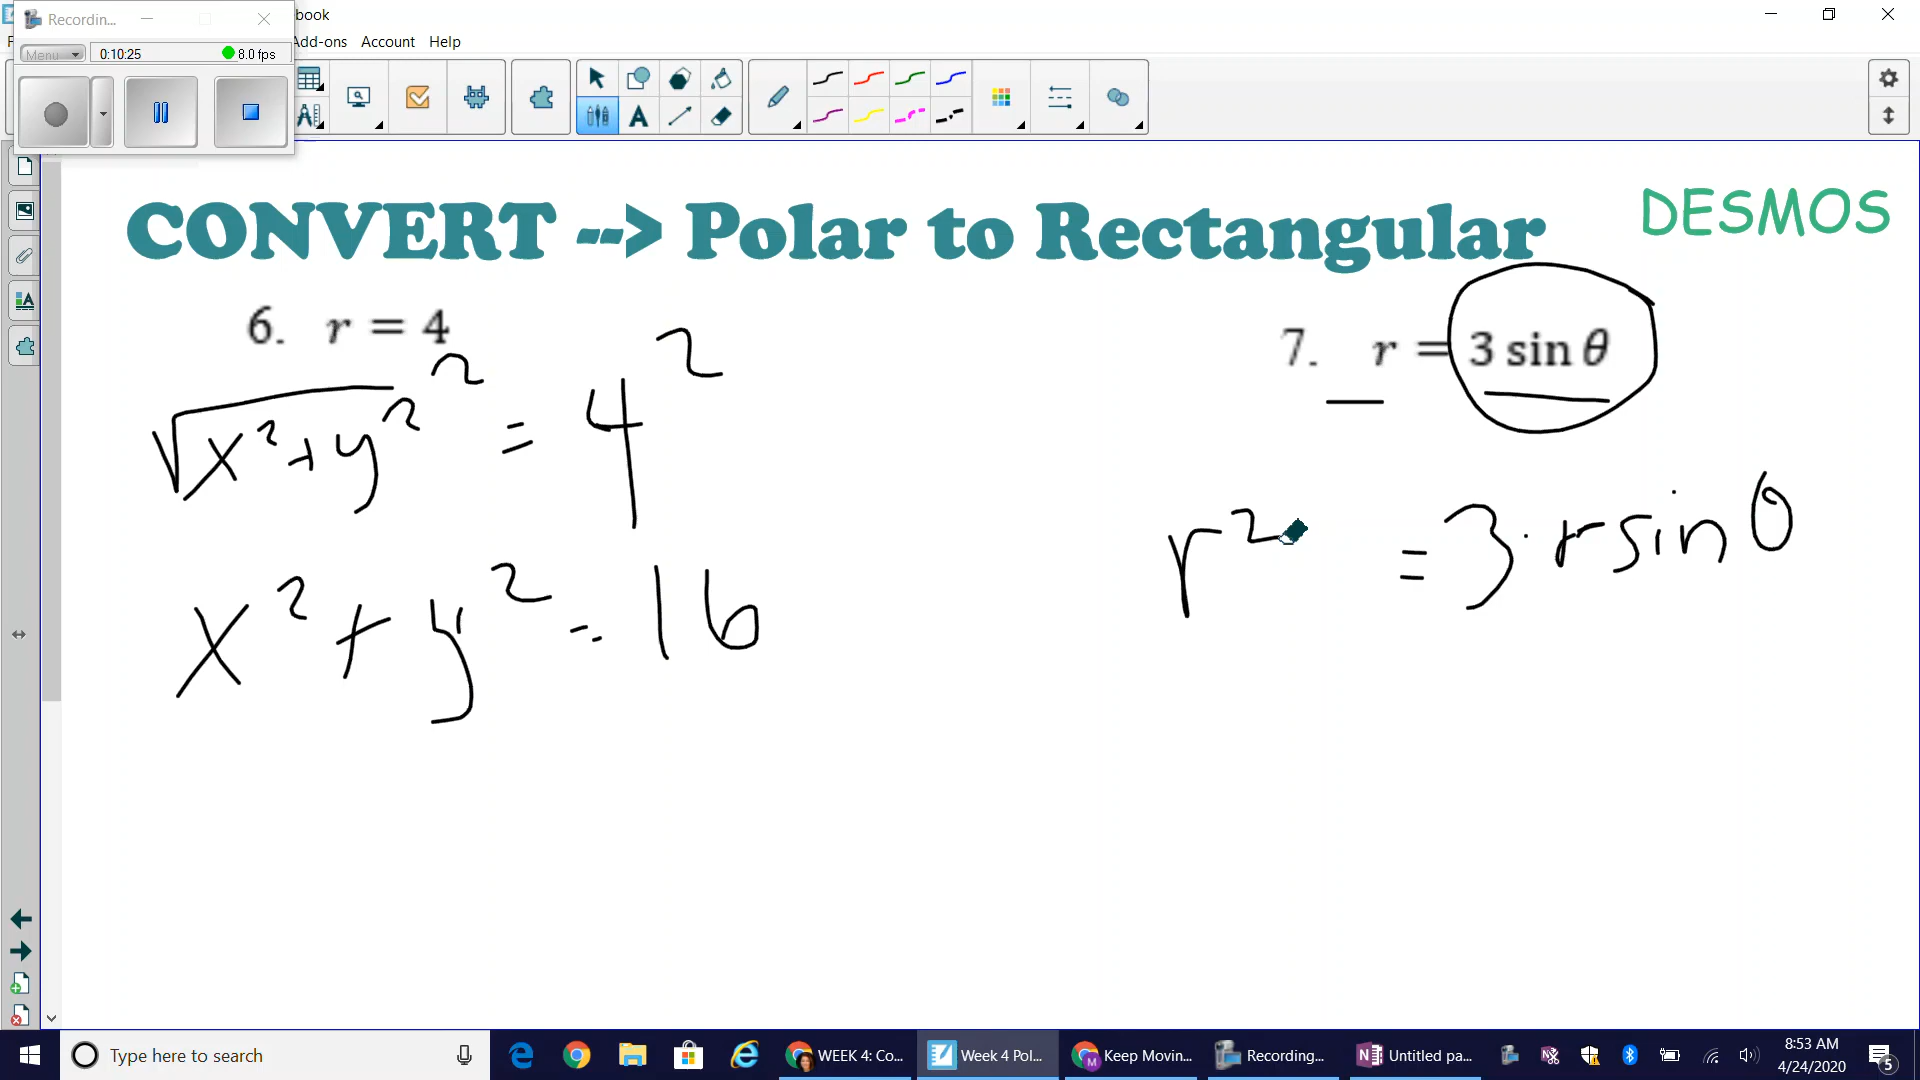 Recordin...
book
Menu
0:10:25
8.0 fps
Add-ons Account Help
CONVERT --> Polar to Rectangular
DESMOS
6. r = 4
√x²+y²² = 4²
x² + y² = 16
7. r = 3 sin θ
r² = 3·r sin θ
Type here to search
WEEK 4: Co...
Week 4 Pol...
Keep Movin...
Recording...
Untitled pa...
8:53 AM
4/24/2020
5